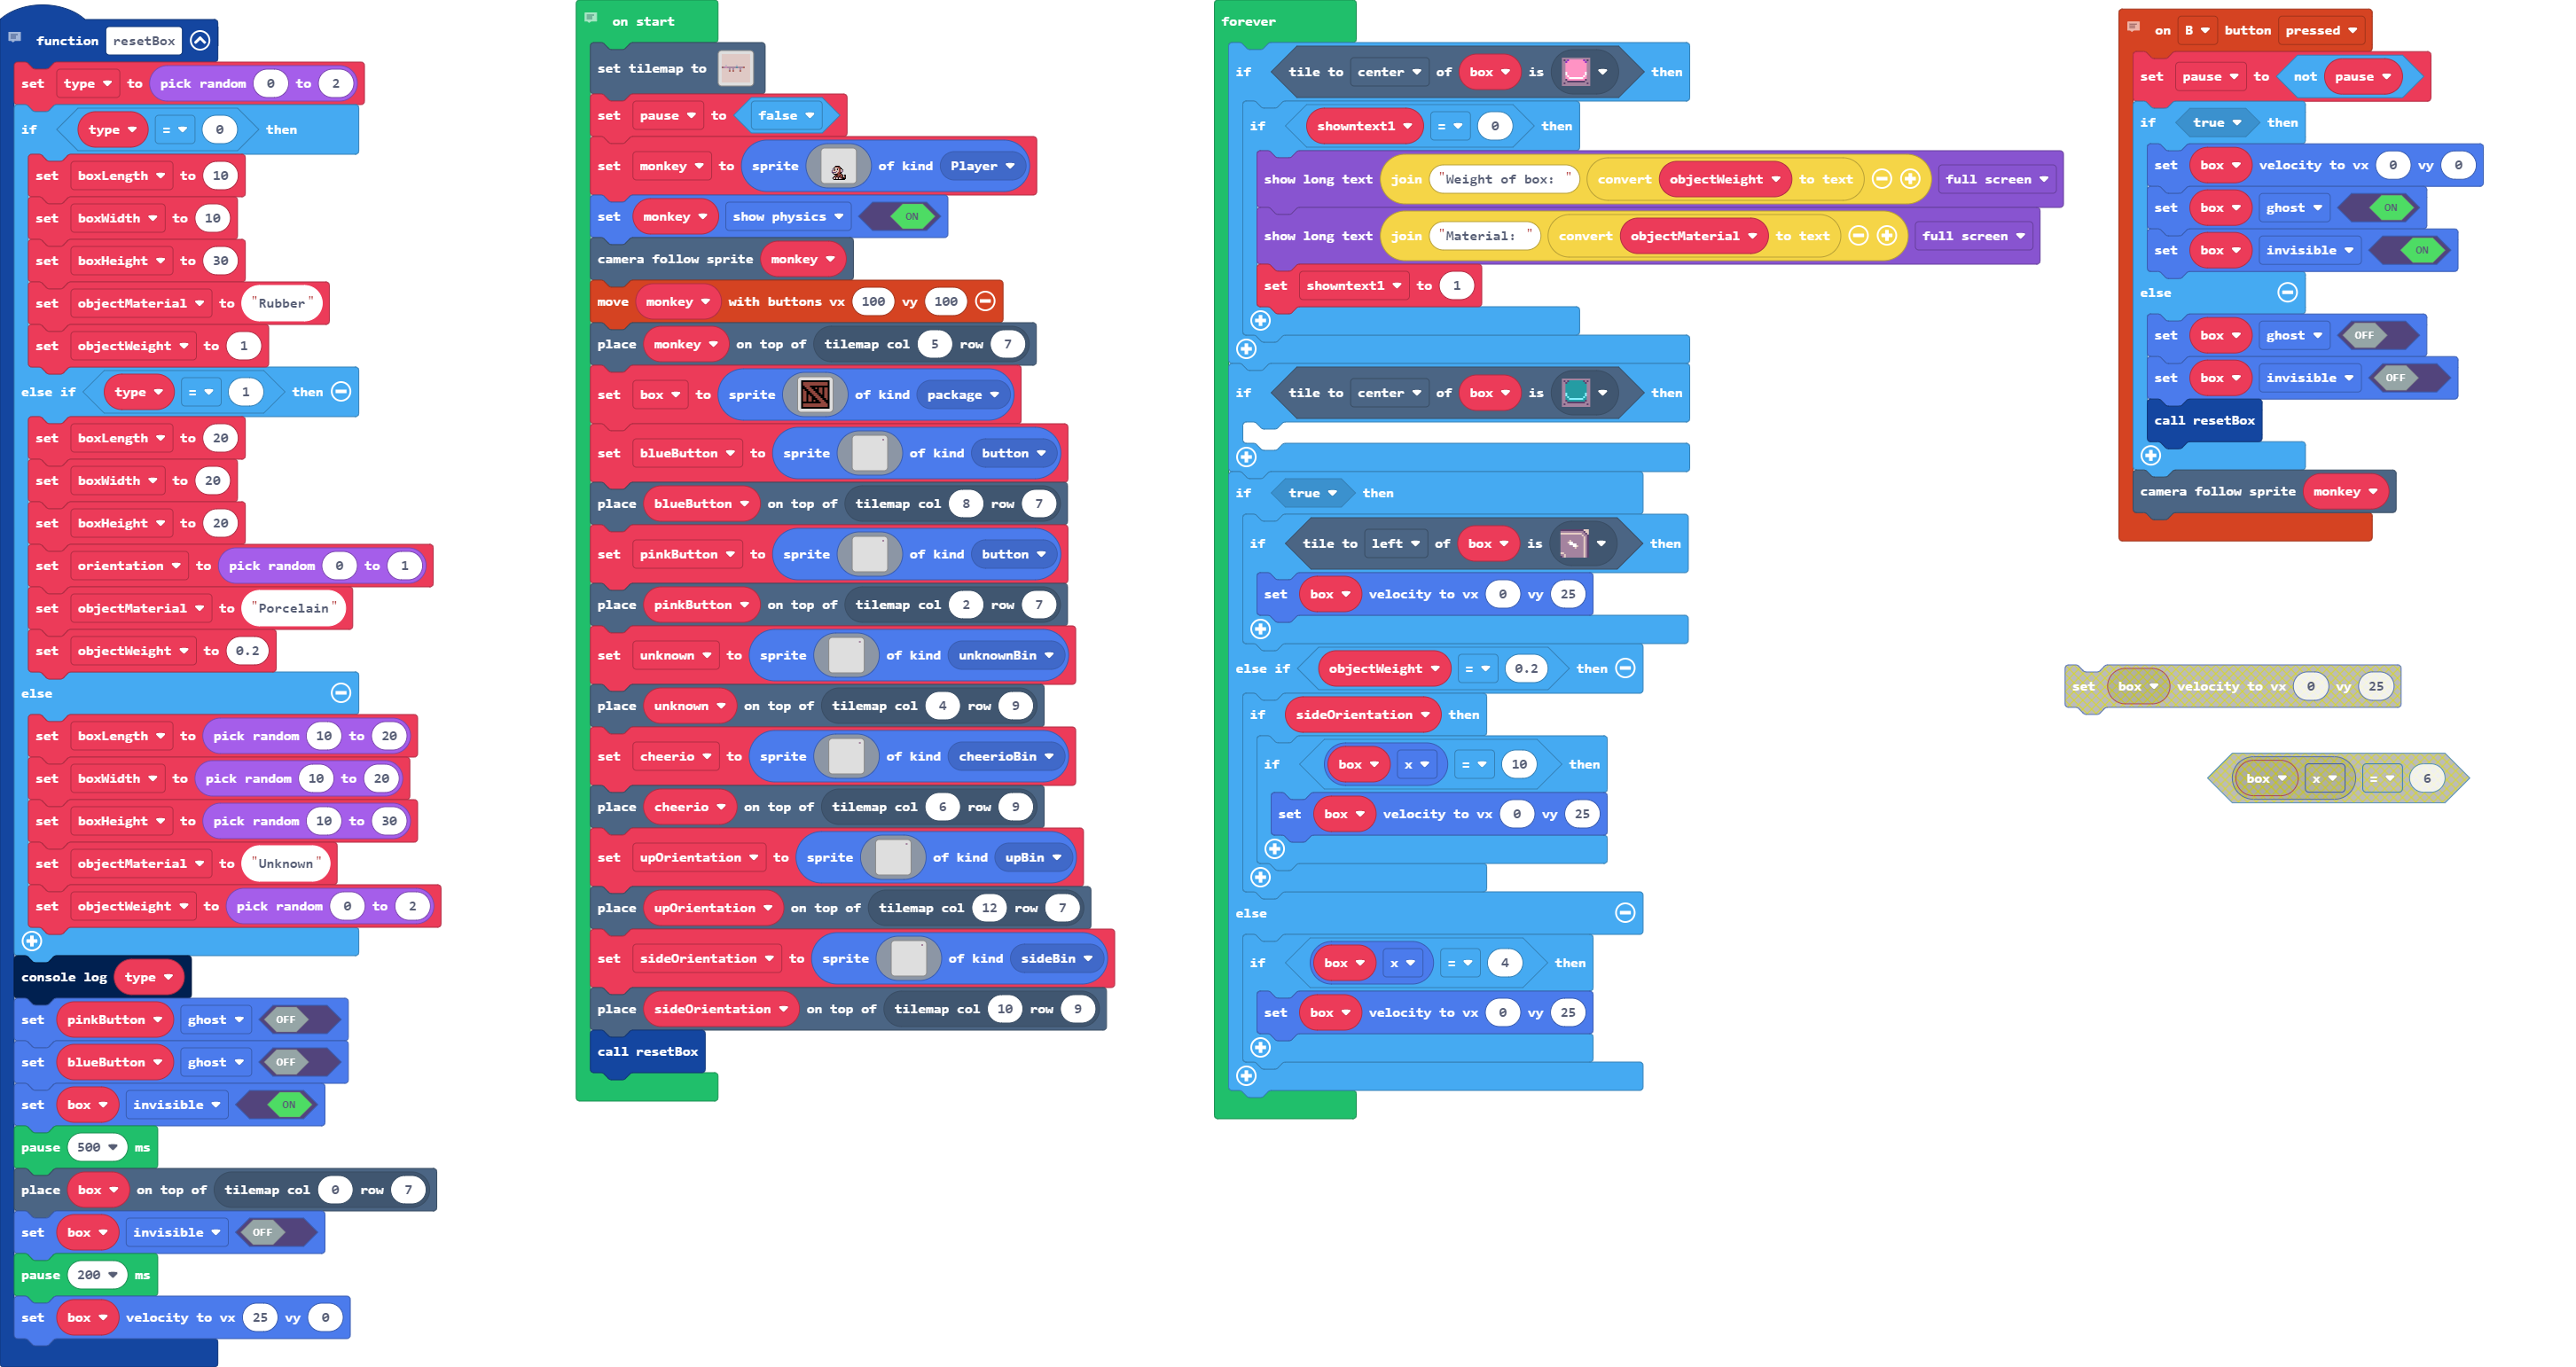 function resetBox
set type to pick random 0 to 2
if type = 0 then
set boxLength to 10
set boxWidth to 10
set boxHeight to 30
set objectMaterial to "Rubber"
set objectWeight to 1
else if type = 1 then
set boxLength to 20
set boxWidth to 20
set boxHeight to 20
set orientation to pick random 0 to 1
set objectMaterial to "Porcelain"
set objectWeight to 0.2
else
set boxLength to pick random 10 to 20
set boxWidth to pick random 10 to 20
set boxHeight to pick random 10 to 30
set objectMaterial to "Unknown"
set objectWeight to pick random 0 to 2
console log type
set pinkButton ghost OFF
set blueButton ghost OFF
set box invisible ON
pause 500 ms
place box on top of tilemap col 0 row 7
set box invisible OFF
pause 200 ms
set box velocity to vx 25 vy 0
on start
set tilemap to
set pause to false
set monkey to sprite of kind Player
set monkey show physics ON
camera follow sprite monkey
move monkey with buttons vx 100 vy 100
place monkey on top of tilemap col 5 row 7
set box to sprite of kind package
set blueButton to sprite of kind button
place blueButton on top of tilemap col 8 row 7
set pinkButton to sprite of kind button
place pinkButton on top of tilemap col 2 row 7
set unknown to sprite of kind unknownBin
place unknown on top of tilemap col 4 row 9
set cheerio to sprite of kind cheerioBin
place cheerio on top of tilemap col 6 row 9
set upOrientation to sprite of kind upBin
place upOrientation on top of tilemap col 12 row 7
set sideOrientation to sprite of kind sideBin
place sideOrientation on top of tilemap col 10 row 9
call resetBox
forever
if tile to center of box is then
if showntext1 = 0 then
show long text join "Weight of box: " convert objectWeight to text full screen
show long text join "Material: " convert objectMaterial to text full screen
set showntext1 to 1
if tile to center of box is then
if true then
if tile to left of box is then
set box velocity to vx 0 vy 25
else if objectWeight = 0.2 then
if sideOrientation then
if box x = 10 then
set box velocity to vx 0 vy 25
else
if box x = 4 then
set box velocity to vx 0 vy 25
on B button pressed
set pause to not pause
if true then
set box velocity to vx 0 vy 0
set box ghost ON
set box invisible ON
else
set box ghost OFF
set box invisible OFF
call resetBox
camera follow sprite monkey
set box velocity to vx 0 vy 25
box x = 6